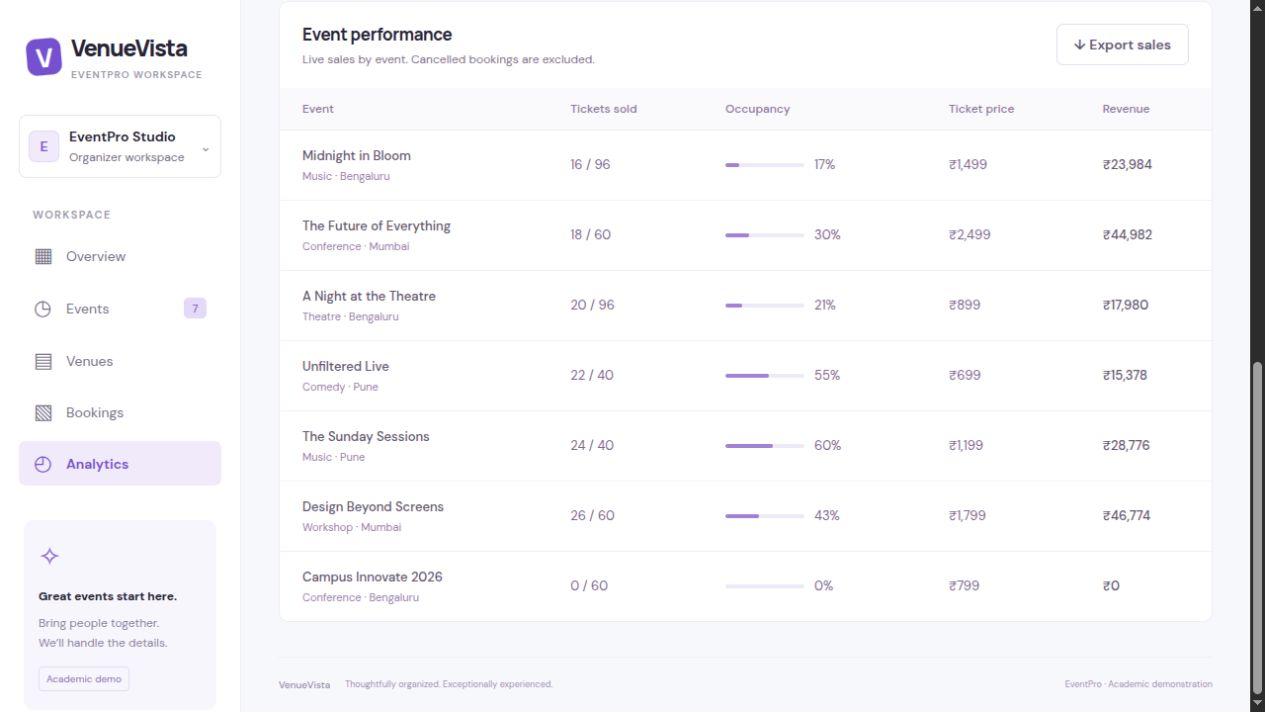 V VenueVista
EVENTPRO WORKSPACE
E EventPro Studio
Organizer workspace
WORKSPACE
Overview
Events 7
Venues
Bookings
Analytics
Great events start here.
Bring people together.
We'll handle the details.
Academic demo
Event performance
Live sales by event. Cancelled bookings are excluded.
↓ Export sales
Event Tickets sold Occupancy Ticket price Revenue
Midnight in Bloom
Music · Bengaluru
16 / 96 17% ₹1,499 ₹23,984
The Future of Everything
Conference · Mumbai
18 / 60 30% ₹2,499 ₹44,982
A Night at the Theatre
Theatre · Bengaluru
20 / 96 21% ₹899 ₹17,980
Unfiltered Live
Comedy · Pune
22 / 40 55% ₹699 ₹15,378
The Sunday Sessions
Music · Pune
24 / 40 60% ₹1,199 ₹28,776
Design Beyond Screens
Workshop · Mumbai
26 / 60 43% ₹1,799 ₹46,774
Campus Innovate 2026
Conference · Bengaluru
0 / 60 0% ₹799 ₹0
VenueVista Thoughtfully organized. Exceptionally experienced.
EventPro · Academic demonstration